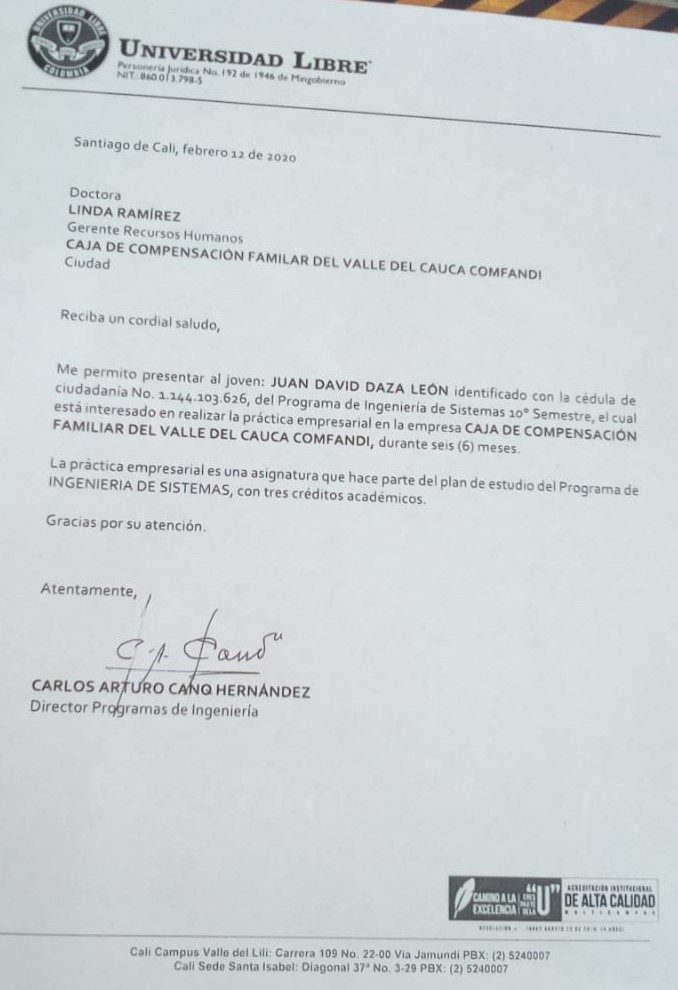 UNIVERSIDAD LIBRE
COLOMBIA
UNIVERSIDAD LIBRE
Personería Jurídica No. 192 de 1946 de Mingobierno
NIT.: 860.013.798-5
Santiago de Cali, febrero 12 de 2020
Doctora
LINDA RAMÍREZ
Gerente Recursos Humanos
CAJA DE COMPENSACIÓN FAMILAR DEL VALLE DEL CAUCA COMFANDI
Ciudad
Reciba un cordial saludo,
Me permito presentar al joven: JUAN DAVID DAZA LEÓN identificado con la cédula de
ciudadanía No. 1.144.103.626, del Programa de Ingeniería de Sistemas 10° Semestre, el cual
está interesado en realizar la práctica empresarial en la empresa CAJA DE COMPENSACIÓN
FAMILIAR DEL VALLE DEL CAUCA COMFANDI, durante seis (6) meses.
La práctica empresarial es una asignatura que hace parte del plan de estudio del Programa de
INGENIERIA DE SISTEMAS, con tres créditos académicos.
Gracias por su atención.
Atentamente,
CARLOS ARTURO CANO HERNÁNDEZ
Director Programas de Ingeniería
CAMINO A LA
EXCELENCIA
"U"
ACREDITACIÓN INSTITUCIONAL
DE ALTA CALIDAD
MULTICAMPUS
Cali Campus Valle del Lili: Carrera 109 No. 22-00 Via Jamundi PBX: (2) 5240007
Cali Sede Santa Isabel: Diagonal 37ª No. 3-29 PBX: (2) 5240007